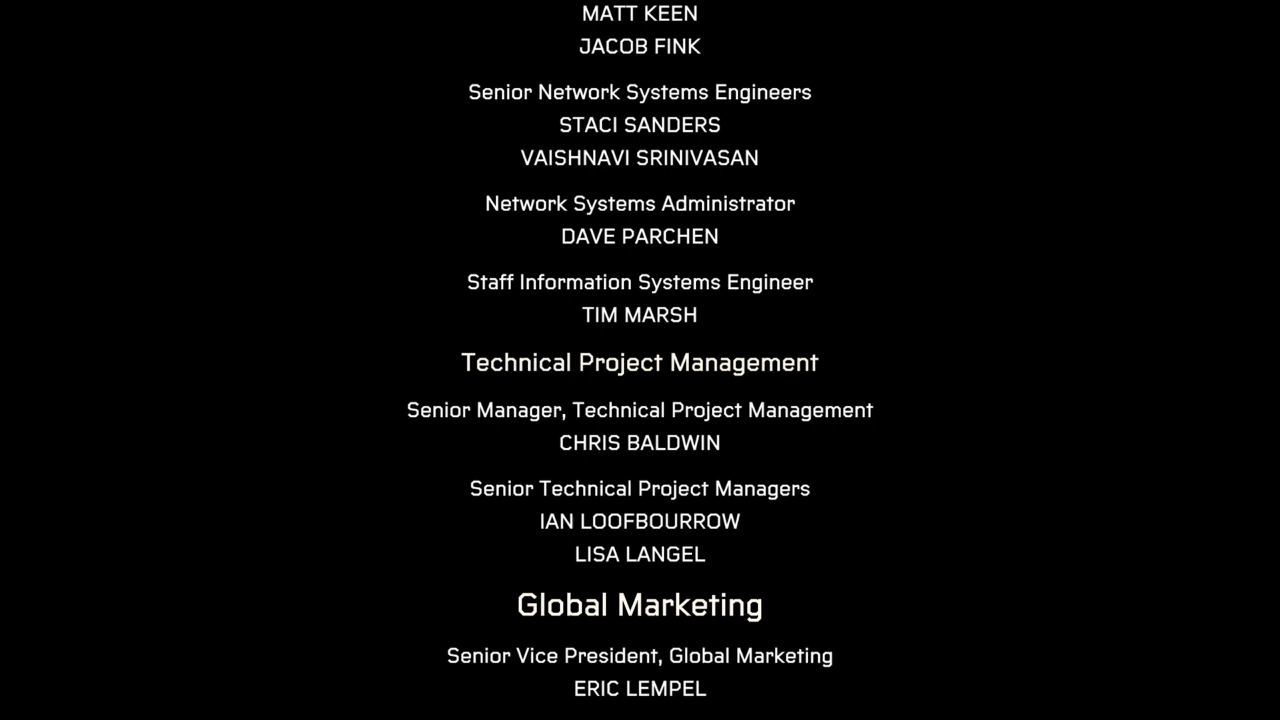 MATT KEEN
JACOB FINK
Senior Network Systems Engineers
STACI SANDERS
VAISHNAVI SRINIVASAN
Network Systems Administrator
DAVE PARCHEN
Staff Information Systems Engineer
TIM MARSH
Technical Project Management
Senior Manager, Technical Project Management
CHRIS BALDWIN
Senior Technical Project Managers
IAN LOOFBOURROW
LISA LANGEL
Global Marketing
Senior Vice President, Global Marketing
ERIC LEMPEL